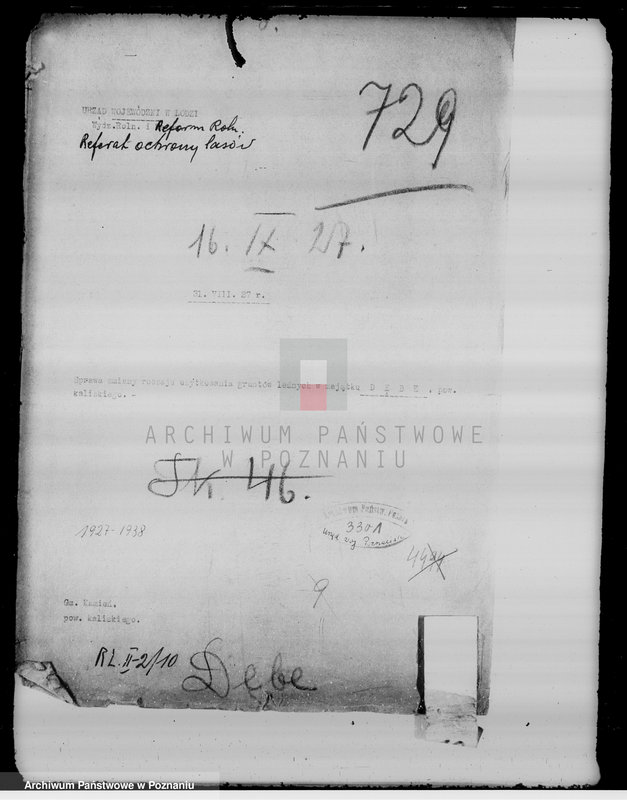 URZĄD WOJEWÓDZKI W ŁODZI
Wydz.Roln. i Reform Roln.
Referat ochrony lasów
729
16. IX 27.
31. VIII. 27 r.
Sprawa zmiany rodzaju użytkowania gruntów leśnych w majątku D Ę B E , pow.
kaliskiego. -
ARCHIWUM PAŃSTWOWE
W POZNANIU
46.
1927-1938
3301
4944
9
Gm. Kamień.
pow. kaliskiego.
RL. II-2/10
Dębe
Archiwum Państwowe w Poznaniu